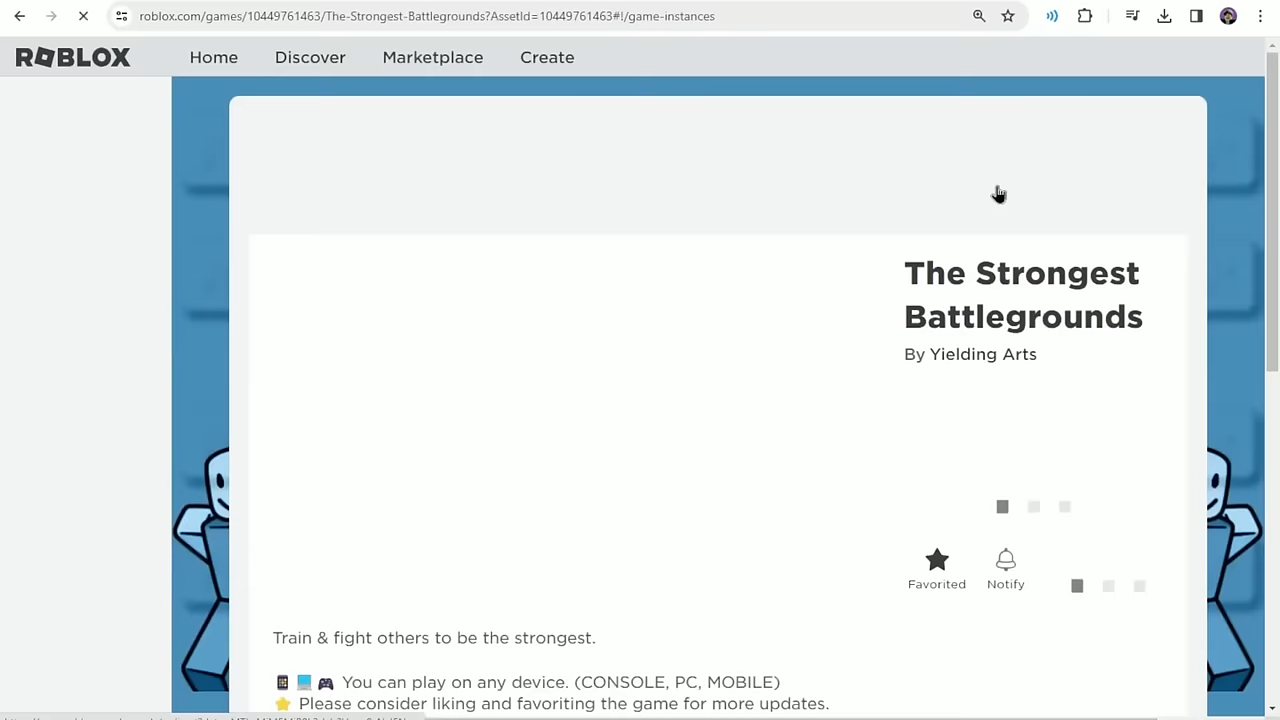 roblox.com/games/10449761463/The-Strongest-Battlegrounds?AssetId=10449761463#!/game-instances
ROBLOX Home Discover Marketplace Create
The Strongest
Battlegrounds
By Yielding Arts
Favorited Notify
Train & fight others to be the strongest.
📱 💻 🎮 You can play on any device. (CONSOLE, PC, MOBILE)
⭐ Please consider liking and favoriting the game for more updates.